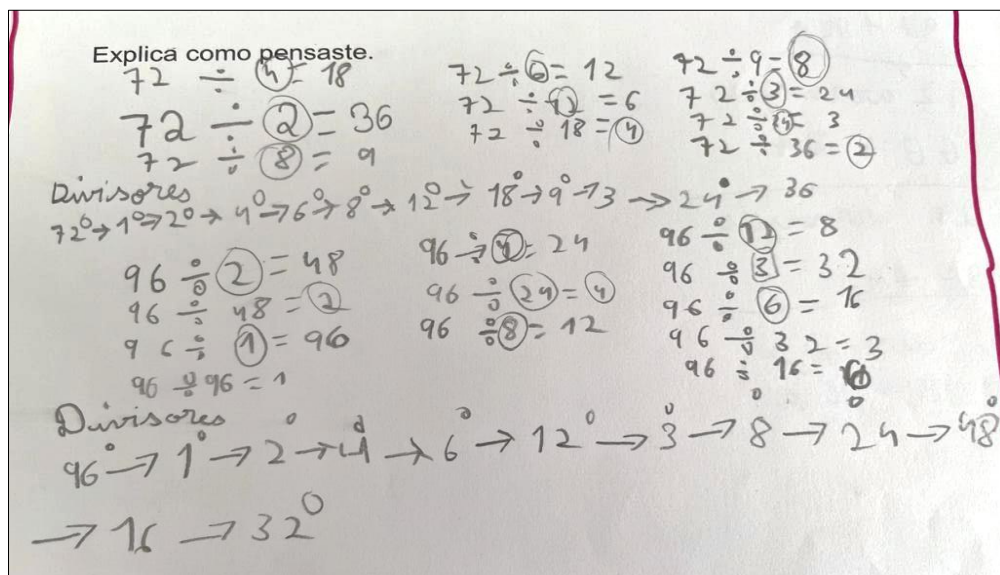 Explica como pensaste.
72 ÷ 4 = 18
72 ÷ 2 = 36
72 ÷ 8 = 9
72 ÷ 6 = 12
72 ÷ 12 = 6
72 ÷ 18 = 4
72 ÷ 9 = 8
72 ÷ 3 = 24
72 ÷ 24 = 3
72 ÷ 36 = 2
Divisores
72° → 1° → 2° → 4° → 6° → 8° → 12° → 18° → 9° → 3 → 24° → 36
96 ÷ 2 = 48
96 ÷ 48 = 2
96 ÷ 1 = 96
96 ÷ 96 = 1
96 ÷ 4 = 24
96 ÷ 24 = 4
96 ÷ 8 = 12
96 ÷ 12 = 8
96 ÷ 3 = 32
96 ÷ 6 = 16
96 ÷ 32 = 3
96 ÷ 16 = 6
Divisores
96° → 1° → 2° → 4° → 6° → 12° → 3° → 8° → 24° → 48°
→ 16 → 32°